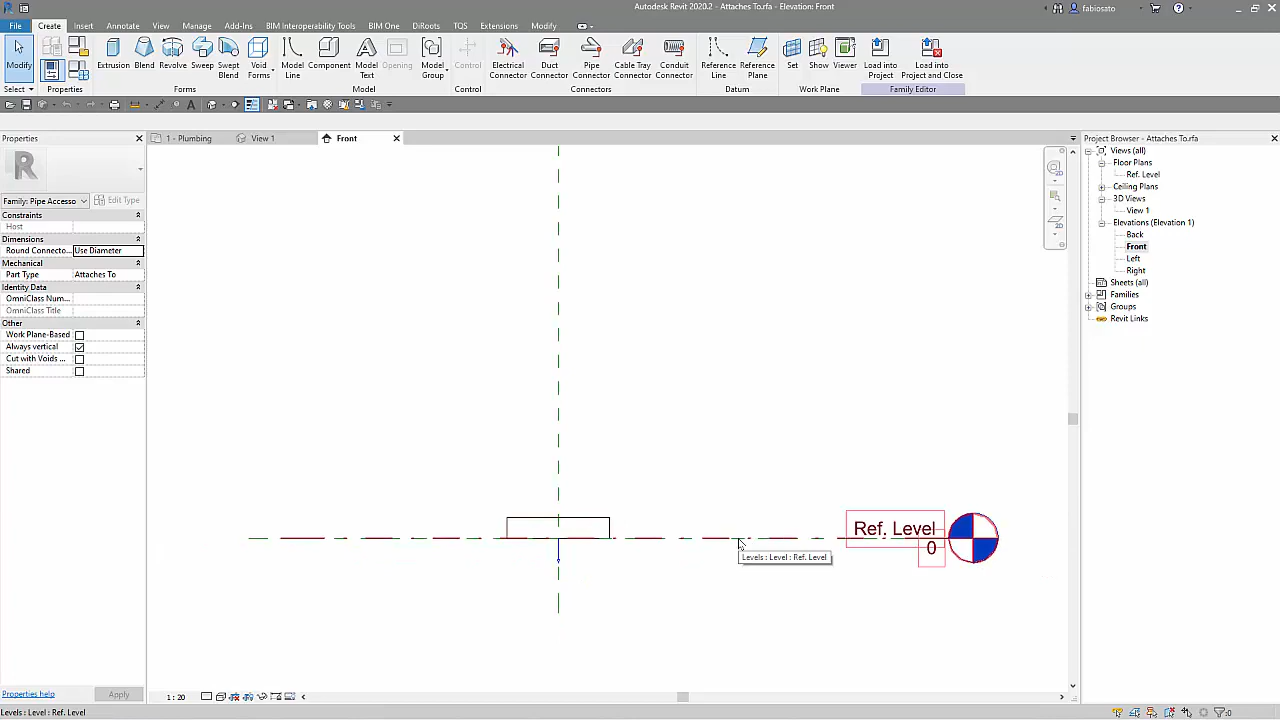 Autodesk Revit 2020.2 - Attaches To.rfa - Elevation: Front
fabiosato
File Create Insert Annotate View Manage Add-Ins BIM Interoperability Tools BIM One DiRoots TQS Extensions Modify
Modify Extrusion Blend Revolve Sweep Swept Blend Void Forms Model Line Component Model Text Opening Model Group Control Electrical Connector Duct Connector Pipe Connector Cable Tray Connector Conduit Connector Reference Line Reference Plane Set Show Viewer Load into Project Load into Project and Close
Select Properties Forms Model Control Connectors Datum Work Plane Family Editor
Properties
1 - Plumbing
View 1
Front
Project Browser - Attaches To.rfa
Family: Pipe Accesso
Edit Type
Constraints
Host
Dimensions
Round Connecto... Use Diameter
Mechanical
Part Type Attaches To
Identity Data
OmniClass Num...
OmniClass Title
Other
Work Plane-Based
Always vertical
Cut with Voids ...
Shared
Views (all)
Floor Plans
Ref. Level
Ceiling Plans
3D Views
View 1
Elevations (Elevation 1)
Back
Front
Left
Right
Sheets (all)
Families
Groups
Revit Links
Ref. Level
0
Levels : Level : Ref. Level
Properties help
Apply
1 : 20
Levels : Level : Ref. Level
:0